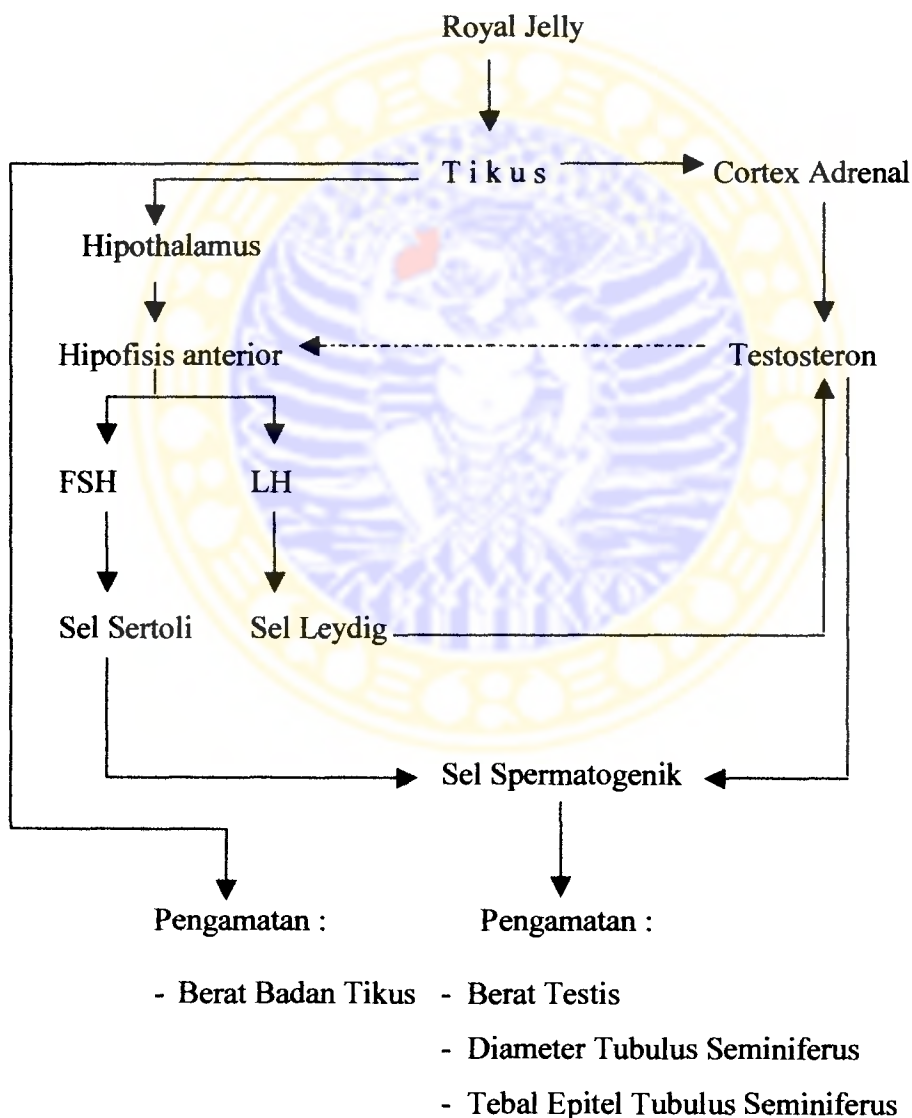 Royal Jelly
T i k u s
Cortex Adrenal
Hipothalamus
Hipofisis anterior
Testosteron
FSH
LH
Sel Sertoli
Sel Leydig
Sel Spermatogenik
Pengamatan :
- Berat Badan Tikus
Pengamatan :
- Berat Testis
- Diameter Tubulus Seminiferus
- Tebal Epitel Tubulus Seminiferus